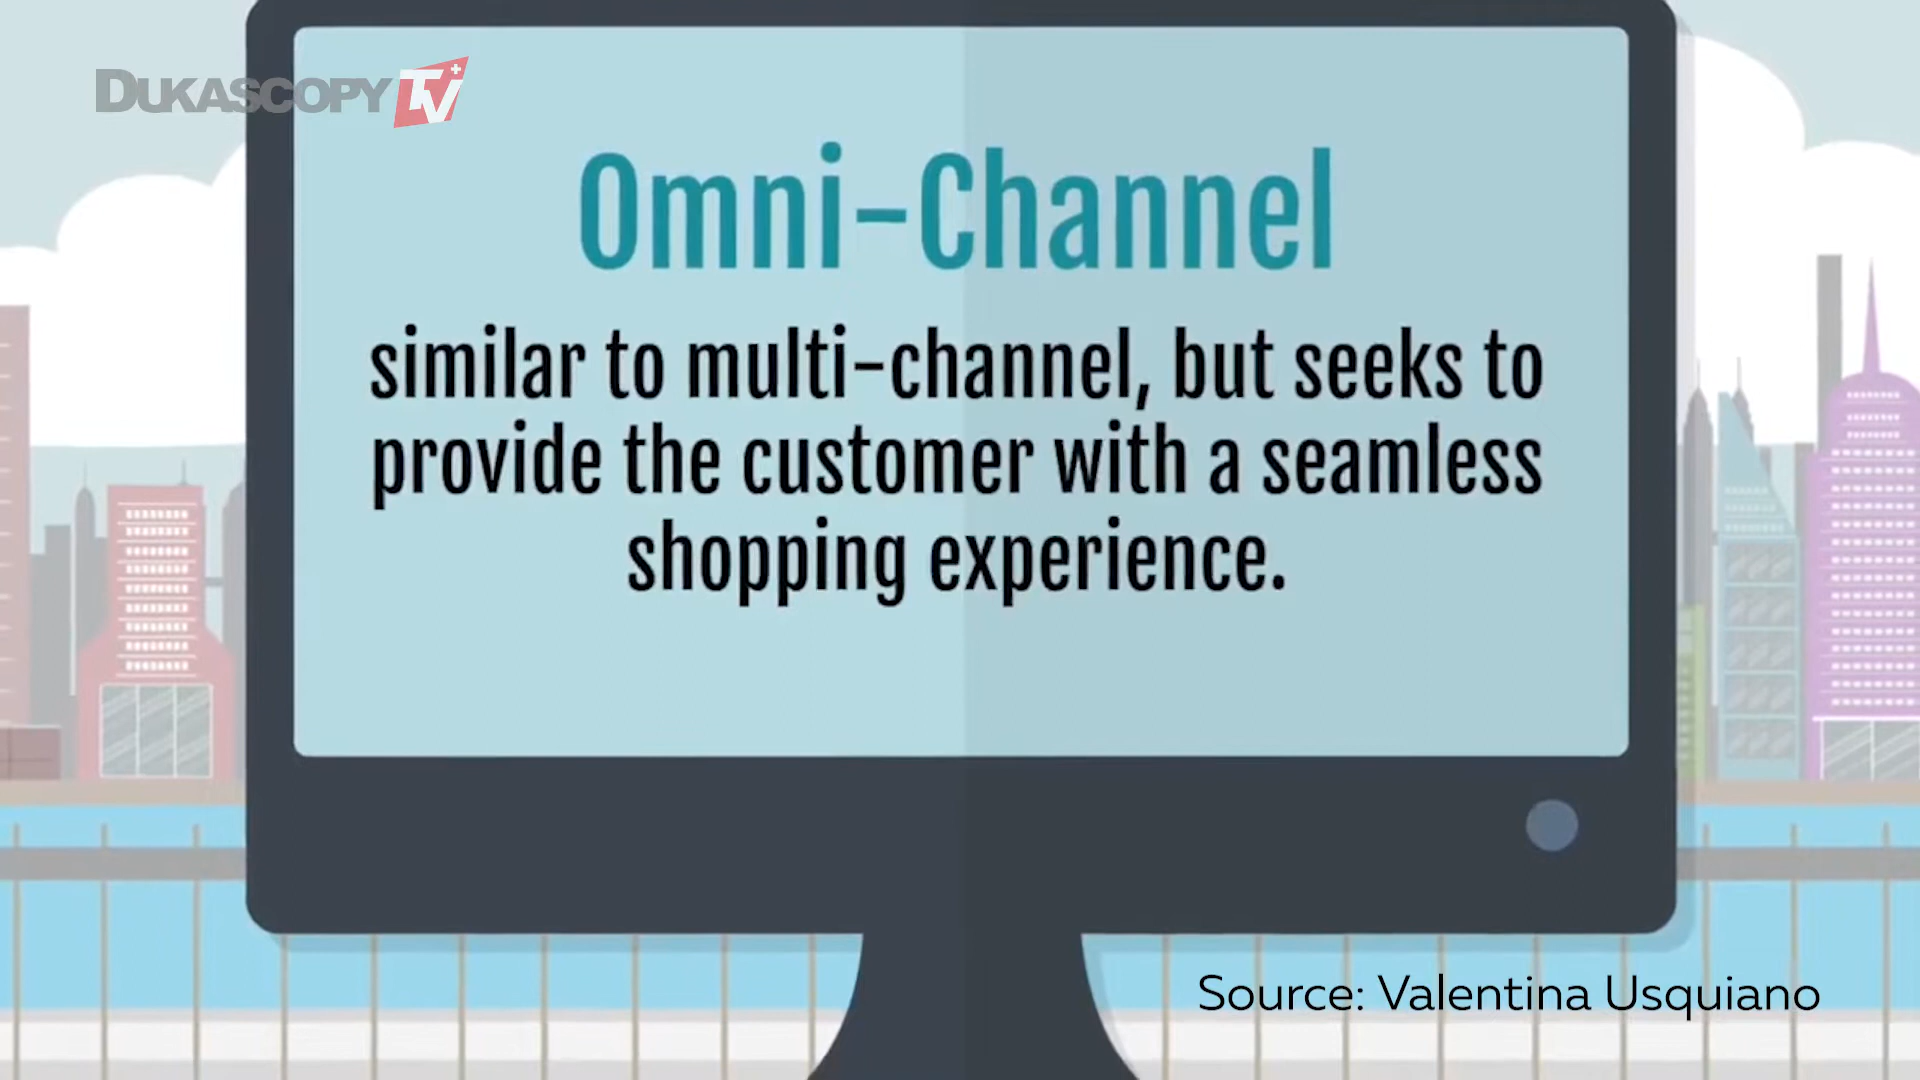 DUKASCOPY TV
Omni-Channel
similar to multi-channel, but seeks to
provide the customer with a seamless
shopping experience.
Source: Valentina Usquiano